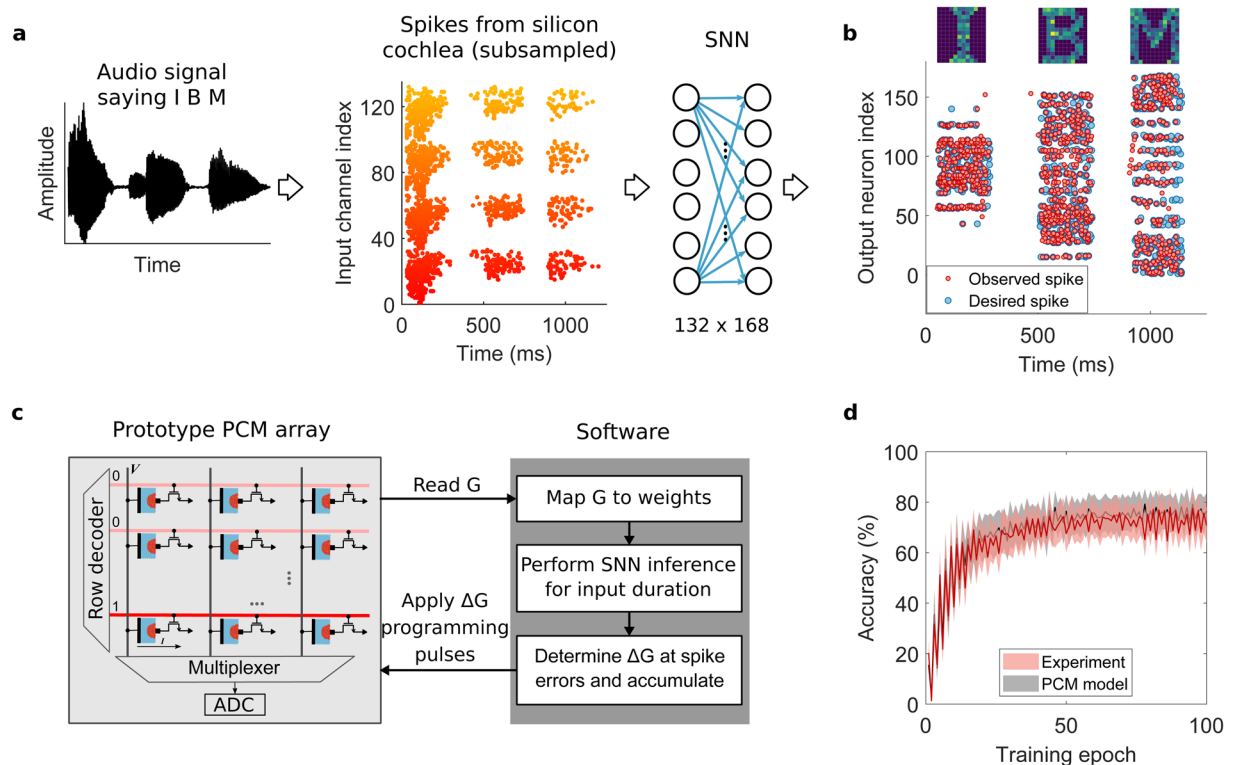 a
Audio signal
saying I B M
Amplitude
Time
Spikes from silicon
cochlea (subsampled)
Input channel index
120
80
40
0
0
500
1000
Time (ms)
SNN
132 x 168
b
I B M
Output neuron index
150
100
50
0
Observed spike
Desired spike
0
500
1000
Time (ms)
c
Prototype PCM array
Row decoder
0
V
0
1
I
Multiplexer
ADC
Read G
Apply ΔG
programming
pulses
Software
Map G to weights
Perform SNN inference
for input duration
Determine ΔG at spike
errors and accumulate
d
Accuracy (%)
100
80
60
40
20
0
Experiment
PCM model
0
50
100
Training epoch